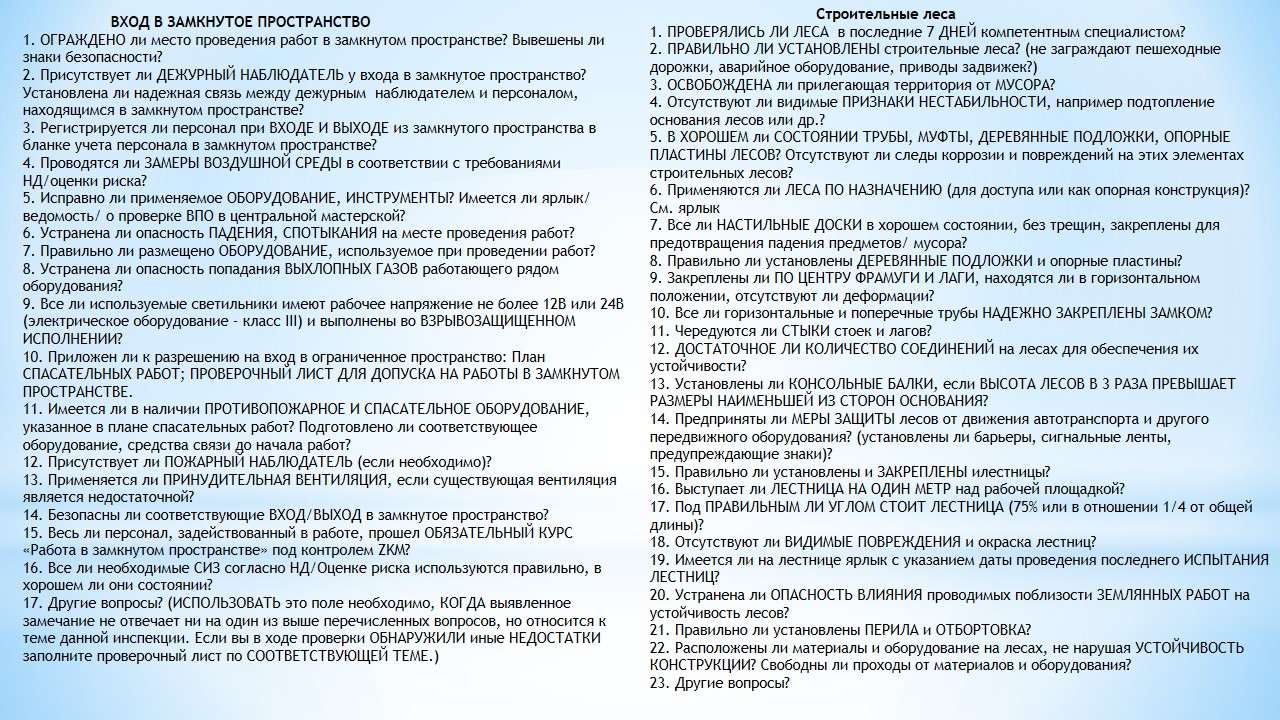 ВХОД В ЗАМКНУТОЕ ПРОСТРАНСТВО
1. ОГРАЖДЕНО ли место проведения работ в замкнутом пространстве? Вывешены ли
знаки безопасности?
2. Присутствует ли ДЕЖУРНЫЙ НАБЛЮДАТЕЛЬ у входа в замкнутое пространство?
Установлена ли надежная связь между дежурным наблюдателем и персоналом,
находящимся в замкнутом пространстве?
3. Регистрируется ли персонал при ВХОДЕ И ВЫХОДЕ из замкнутого пространства в
бланке учета персонала в замкнутом пространстве?
4. Проводятся ли ЗАМЕРЫ ВОЗДУШНОЙ СРЕДЫ в соответствии с требованиями
НД/оценки риска?
5. Исправно ли применяемое ОБОРУДОВАНИЕ, ИНСТРУМЕНТЫ? Имеется ли ярлык/
ведомость/ о проверке ВПО в центральной мастерской?
6. Устранена ли опасность ПАДЕНИЯ, СПОТЫКАНИЯ на месте проведения работ?
7. Правильно ли размещено ОБОРУДОВАНИЕ, используемое при проведении работ?
8. Устранена ли опасность попадания ВЫХЛОПНЫХ ГАЗОВ работающего рядом
оборудования?
9. Все ли используемые светильники имеют рабочее напряжение не более 12В или 24В
(электрическое оборудование - класс III) и выполнены во ВЗРЫВОЗАЩИЩЕННОМ
ИСПОЛНЕНИИ?
10. Приложен ли к разрешению на вход в ограниченное пространство: План
СПАСАТЕЛЬНЫХ РАБОТ; ПРОВЕРОЧНЫЙ ЛИСТ ДЛЯ ДОПУСКА НА РАБОТЫ В ЗАМКНУТОМ
ПРОСТРАНСТВЕ.
11. Имеется ли в наличии ПРОТИВОПОЖАРНОЕ И СПАСАТЕЛЬНОЕ ОБОРУДОВАНИЕ,
указанное в плане спасательных работ? Подготовлено ли соответствующее
оборудование, средства связи до начала работ?
12. Присутствует ли ПОЖАРНЫЙ НАБЛЮДАТЕЛЬ (если необходимо)?
13. Применяется ли ПРИНУДИТЕЛЬНАЯ ВЕНТИЛЯЦИЯ, если существующая вентиляция
является недостаточной?
14. Безопасны ли соответствующие ВХОД/ВЫХОД в замкнутое пространство?
15. Весь ли персонал, задействованный в работе, прошел ОБЯЗАТЕЛЬНЫЙ КУРС
«Работа в замкнутом пространстве» под контролем ZKM?
16. Все ли необходимые СИЗ согласно НД/Оценке риска используются правильно, в
хорошем ли они состоянии?
17. Другие вопросы? (ИСПОЛЬЗОВАТЬ это поле необходимо, КОГДА выявленное
замечание не отвечает ни на один из выше перечисленных вопросов, но относится к
теме данной инспекции. Если вы в ходе проверки ОБНАРУЖИЛИ иные НЕДОСТАТКИ
заполните проверочный лист по СООТВЕТСТВУЮЩЕЙ ТЕМЕ.)
Строительные леса
1. ПРОВЕРЯЛИСЬ ЛИ ЛЕСА в последние 7 ДНЕЙ компетентным специалистом?
2. ПРАВИЛЬНО ЛИ УСТАНОВЛЕНЫ строительные леса? (не заграждают пешеходные
дорожки, аварийное оборудование, приводы задвижек?)
3. ОСВОБОЖДЕНА ли прилегающая территория от МУСОРА?
4. Отсутствуют ли видимые ПРИЗНАКИ НЕСТАБИЛЬНОСТИ, например подтопление
основания лесов или др.?
5. В ХОРОШЕМ ли СОСТОЯНИИ ТРУБЫ, МУФТЫ, ДЕРЕВЯННЫЕ ПОДЛОЖКИ, ОПОРНЫЕ
ПЛАСТИНЫ ЛЕСОВ? Отсутствуют ли следы коррозии и повреждений на этих элементах
строительных лесов?
6. Применяются ли ЛЕСА ПО НАЗНАЧЕНИЮ (для доступа или как опорная конструкция)?
См. ярлык
7. Все ли НАСТИЛЬНЫЕ ДОСКИ в хорошем состоянии, без трещин, закреплены для
предотвращения падения предметов/ мусора?
8. Правильно ли установлены ДЕРЕВЯННЫЕ ПОДЛОЖКИ и опорные пластины?
9. Закреплены ли ПО ЦЕНТРУ ФРАМУГИ И ЛАГИ, находятся ли в горизонтальном
положении, отсутствуют ли деформации?
10. Все ли горизонтальные и поперечные трубы НАДЕЖНО ЗАКРЕПЛЕНЫ ЗАМКОМ?
11. Чередуются ли СТЫКИ стоек и лагов?
12. ДОСТАТОЧНОЕ ЛИ КОЛИЧЕСТВО СОЕДИНЕНИЙ на лесах для обеспечения их
устойчивости?
13. Установлены ли КОНСОЛЬНЫЕ БАЛКИ, если ВЫСОТА ЛЕСОВ В 3 РАЗА ПРЕВЫШАЕТ
РАЗМЕРЫ НАИМЕНЬШЕЙ ИЗ СТОРОН ОСНОВАНИЯ?
14. Предприняты ли МЕРЫ ЗАЩИТЫ лесов от движения автотранспорта и другого
передвижного оборудования? (установлены ли барьеры, сигнальные ленты,
предупреждающие знаки)?
15. Правильно ли установлены и ЗАКРЕПЛЕНЫ илестницы?
16. Выступает ли ЛЕСТНИЦА НА ОДИН МЕТР над рабочей площадкой?
17. Под ПРАВИЛЬНЫМ ЛИ УГЛОМ СТОИТ ЛЕСТНИЦА (75% или в отношении 1/4 от общей
длины)?
18. Отсутствуют ли ВИДИМЫЕ ПОВРЕЖДЕНИЯ и окраска лестниц?
19. Имеется ли на лестнице ярлык с указанием даты проведения последнего ИСПЫТАНИЯ
ЛЕСТНИЦ?
20. Устранена ли ОПАСНОСТЬ ВЛИЯНИЯ проводимых поблизости ЗЕМЛЯННЫХ РАБОТ на
устойчивость лесов?
21. Правильно ли установлены ПЕРИЛА и ОТБОРТОВКА?
22. Расположены ли материалы и оборудование на лесах, не нарушая УСТОЙЧИВОСТЬ
КОНСТРУКЦИИ? Свободны ли проходы от материалов и оборудования?
23. Другие вопросы?